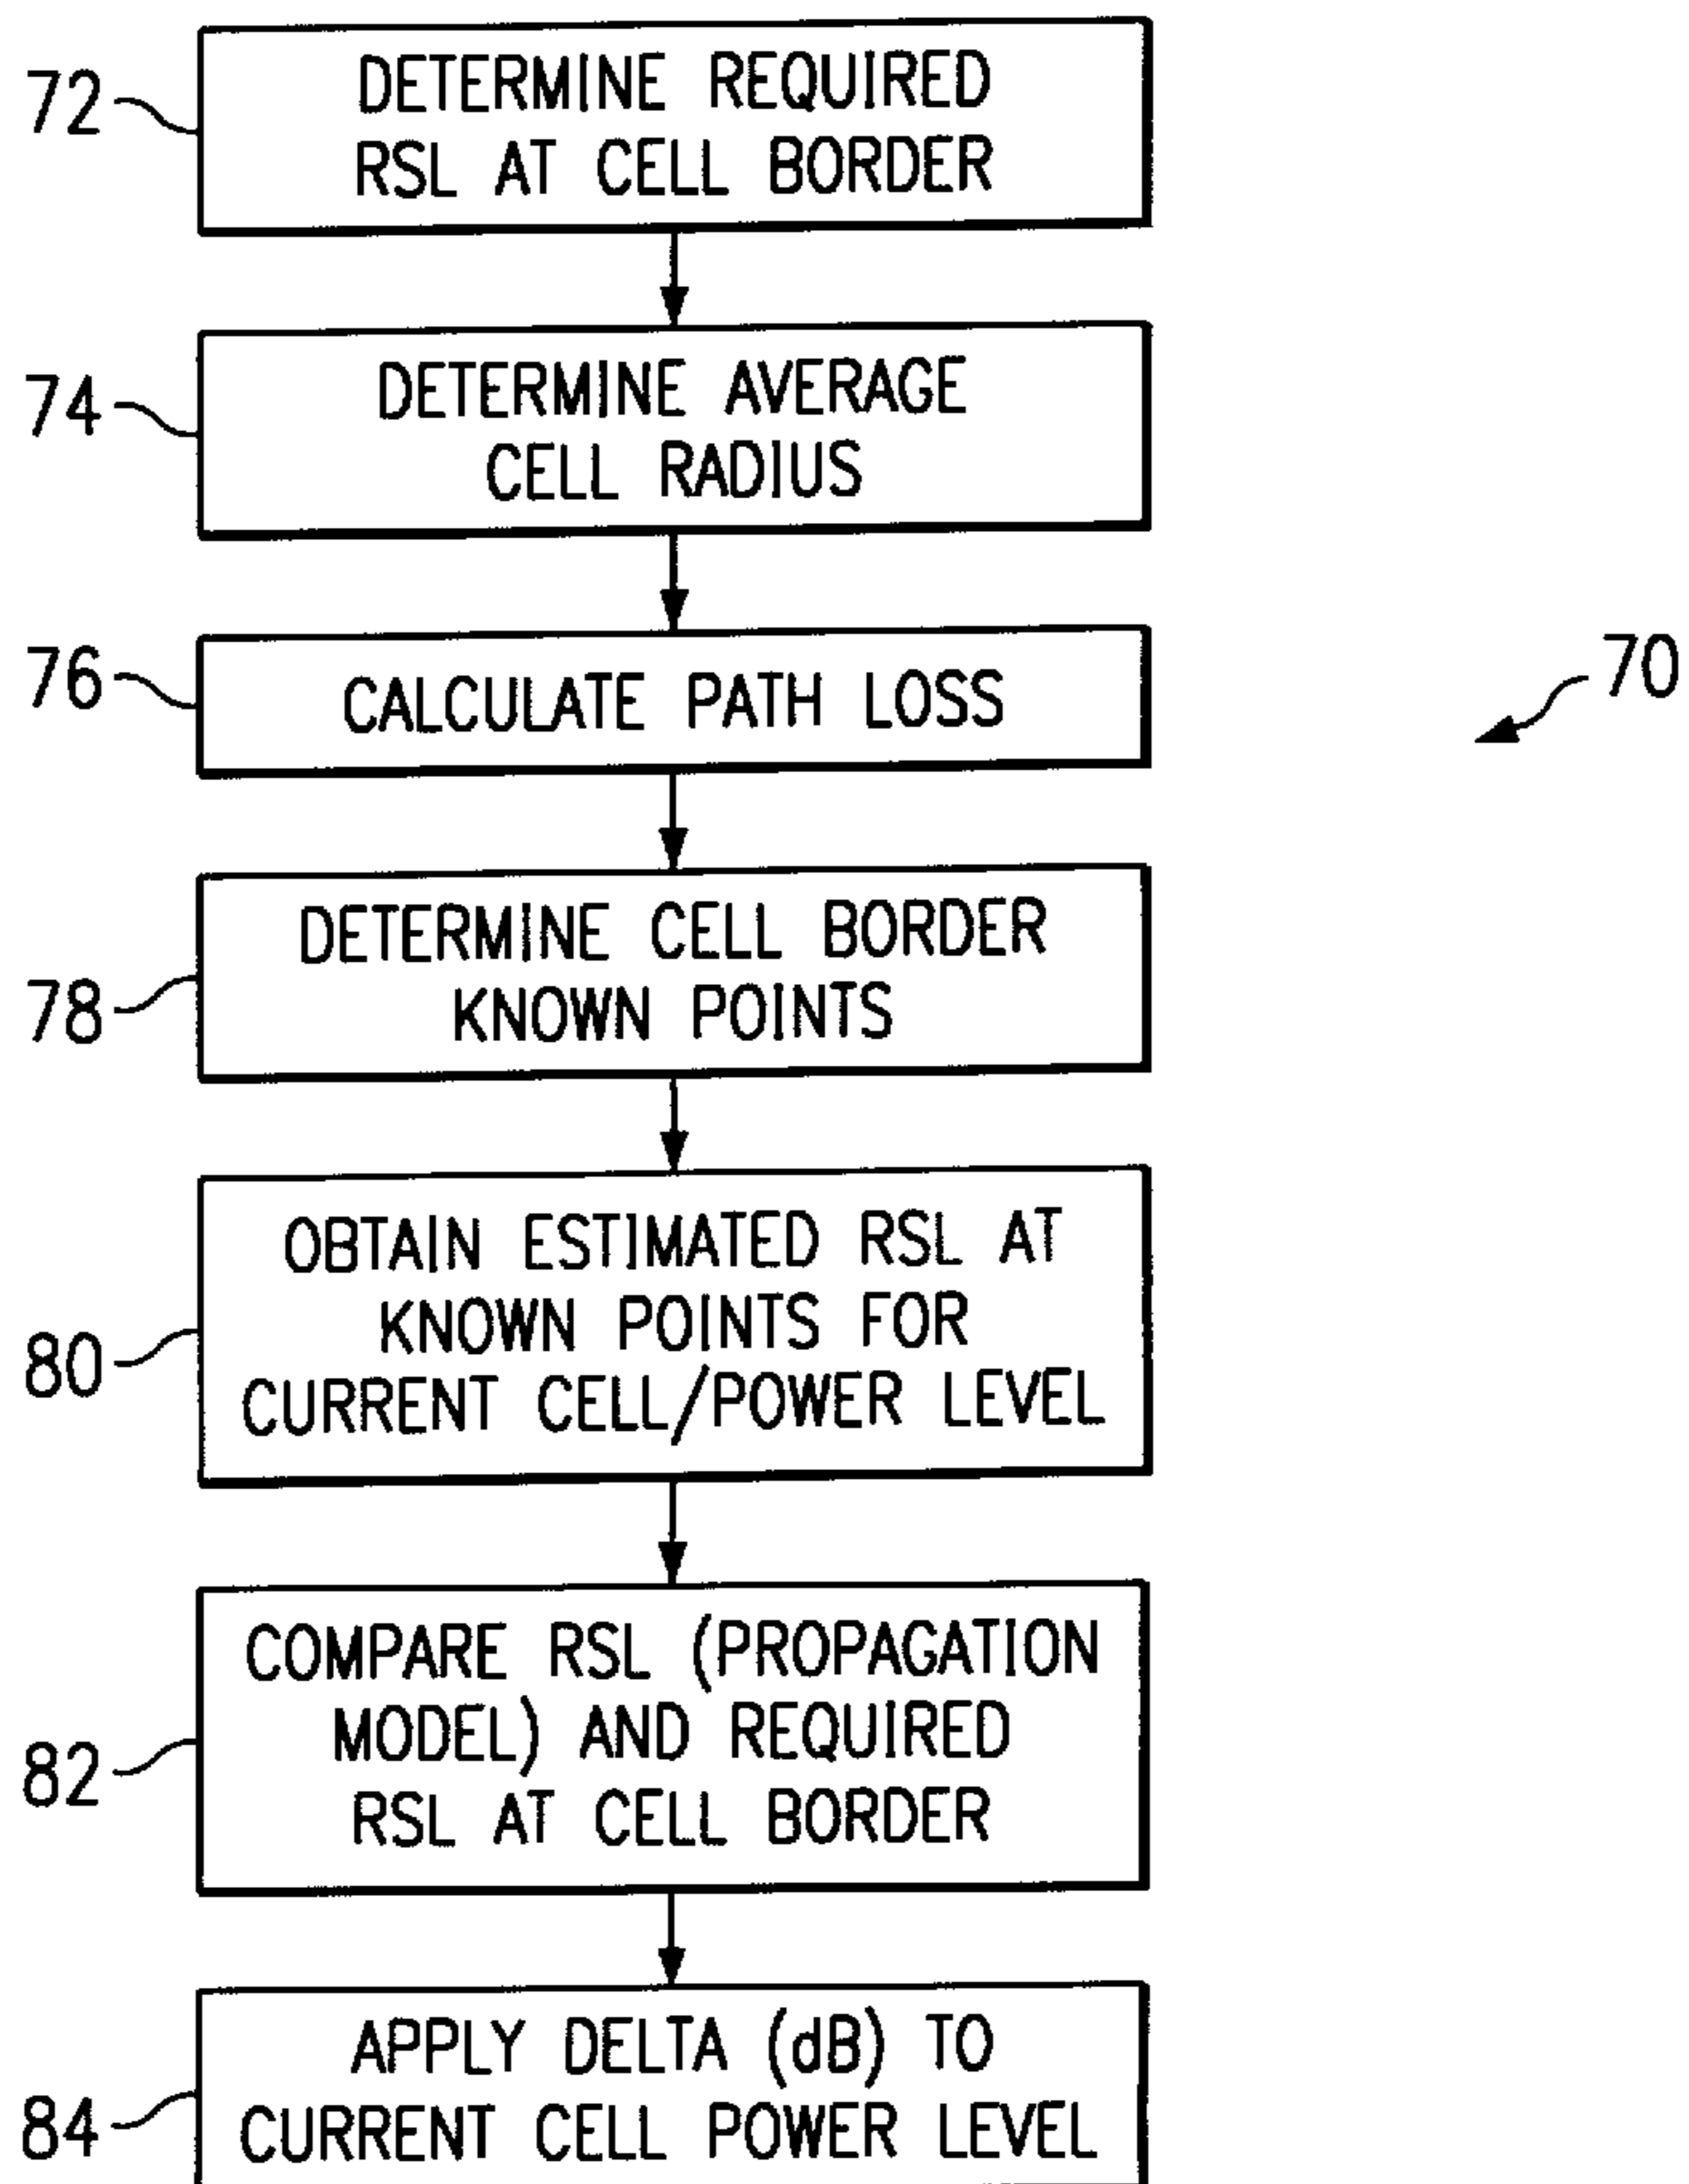 72
DETERMINE REQUIRED
RSL AT CELL BORDER
74
DETERMINE AVERAGE
CELL RADIUS
76
CALCULATE PATH LOSS
70
78
DETERMINE CELL BORDER
KNOWN POINTS
80
OBTAIN ESTIMATED RSL AT
KNOWN POINTS FOR
CURRENT CELL/POWER LEVEL
82
COMPARE RSL (PROPAGATION
MODEL) AND REQUIRED
RSL AT CELL BORDER
84
APPLY DELTA (dB) TO
CURRENT CELL POWER LEVEL